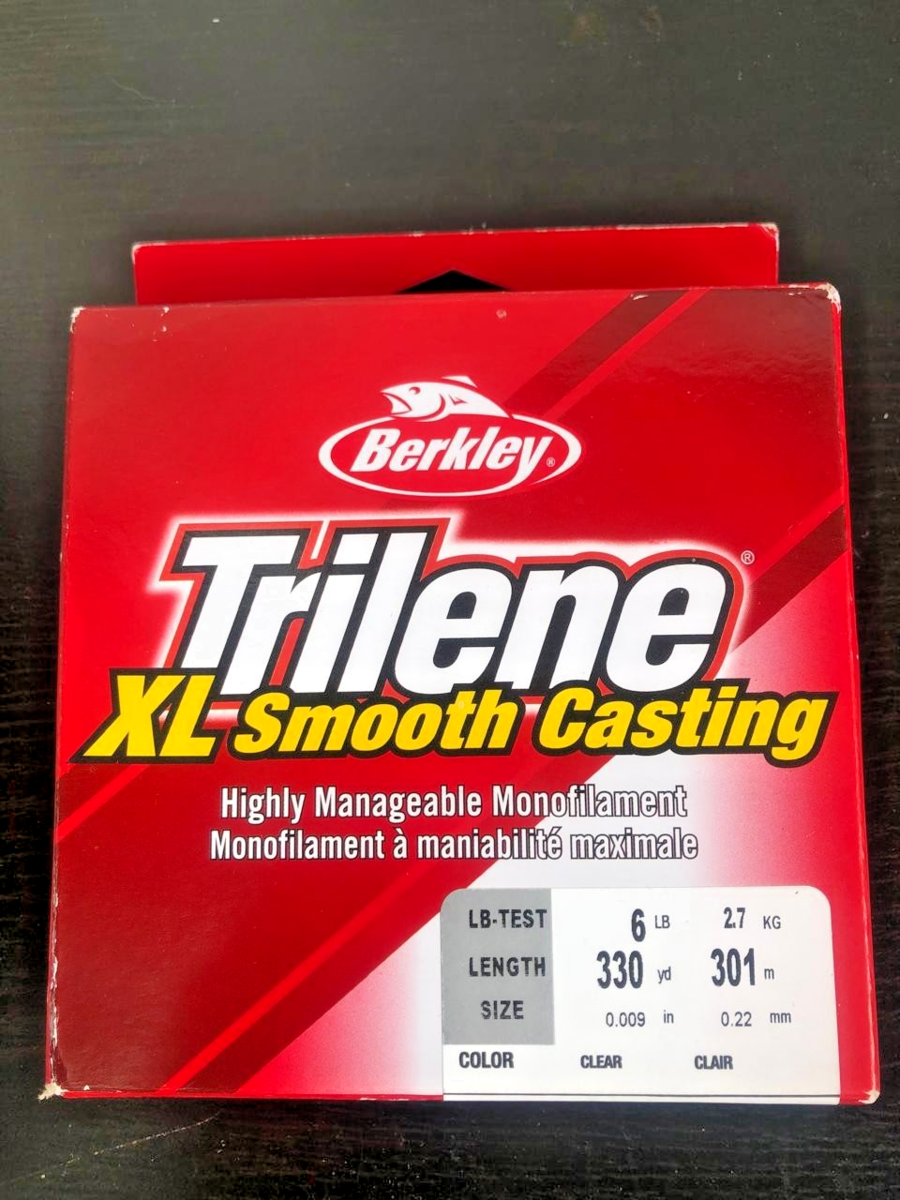 Berkley®
Trilene®
XL Smooth Casting
Highly Manageable Monofilament
Monofilament à maniabilité maximale
LB-TEST 6 LB 2.7 KG
LENGTH 330 yd 301 m
SIZE 0.009 in 0.22 mm
COLOR CLEAR CLAIR